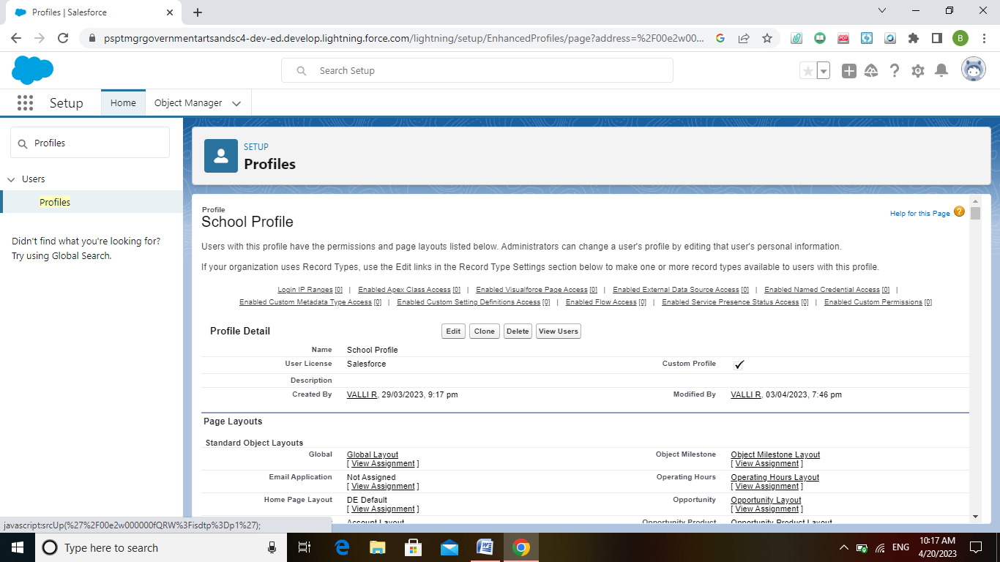 Profiles | Salesforce
psptmgrgovernmentartsandsc4-dev-ed.develop.lightning.force.com/lightning/setup/EnhancedProfiles/page?address=%2F00e2w00...
B
Search Setup
Setup
Home
Object Manager
Profiles
Users
Profiles
Didn't find what you're looking for?
Try using Global Search.
SETUP
Profiles
Profile
School Profile
Help for this Page
Users with this profile have the permissions and page layouts listed below. Administrators can change a user's profile by editing that user's personal information.
If your organization uses Record Types, use the Edit links in the Record Type Settings section below to make one or more record types available to users with this profile.
Login IP Ranges [0] | Enabled Apex Class Access [0] | Enabled Visualforce Page Access [0] | Enabled External Data Source Access [0] | Enabled Named Credential Access [0] |
Enabled Custom Metadata Type Access [0] | Enabled Custom Setting Definitions Access [0] | Enabled Flow Access [0] | Enabled Service Presence Status Access [0] | Enabled Custom Permissions [0]
Profile Detail Edit Clone Delete View Users
Name School Profile
User License Salesforce Custom Profile
Description
Created By VALLI R, 29/03/2023, 9:17 pm Modified By VALLI R, 03/04/2023, 7:46 pm
Page Layouts
Standard Object Layouts
Global Global Layout Object Milestone Object Milestone Layout
[ View Assignment ] [ View Assignment ]
Email Application Not Assigned Operating Hours Operating Hours Layout
[ View Assignment ] [ View Assignment ]
Home Page Layout DE Default Opportunity Opportunity Layout
[ View Assignment ] [ View Assignment ]
Account Layout Opportunity Product Opportunity Product Layout
javascript:srcUp(%27%2F00e2w000000fQRW%3Fisdtp%3Dp1%27);
Type here to search
ENG
10:17 AM
4/20/2023